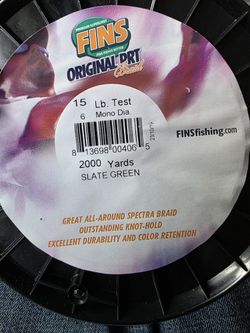 FINS
ORIGINAL PRT
Braid
15 Lb. Test
6 Mono Dia.
8 13698 00406 5
2000 Yards
SLATE GREEN
FINSfishing.com
GREAT ALL-AROUND SPECTRA BRAID
OUTSTANDING KNOT-HOLD
EXCELLENT DURABILITY AND COLOR RETENTION